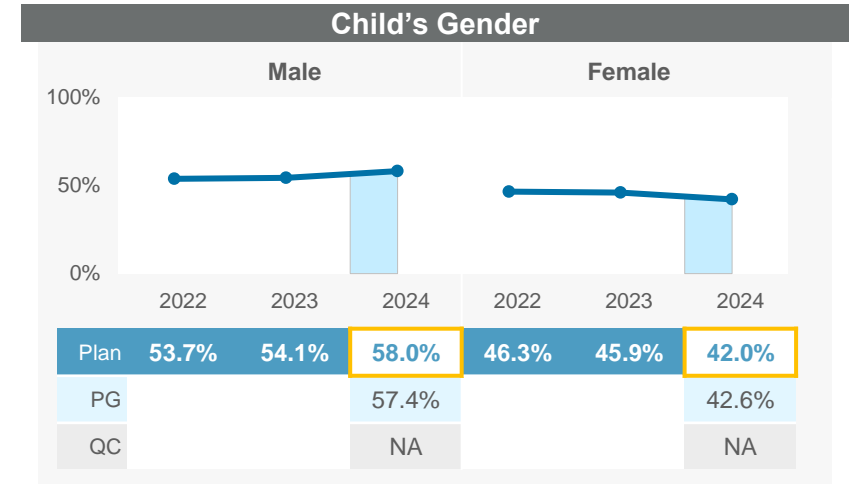 Child's Gender
Male Female
100%
50%
0%
2022 2023 2024 2022 2023 2024
Plan 53.7% 54.1% 58.0% 46.3% 45.9% 42.0%
PG 57.4% 42.6%
QC NA NA